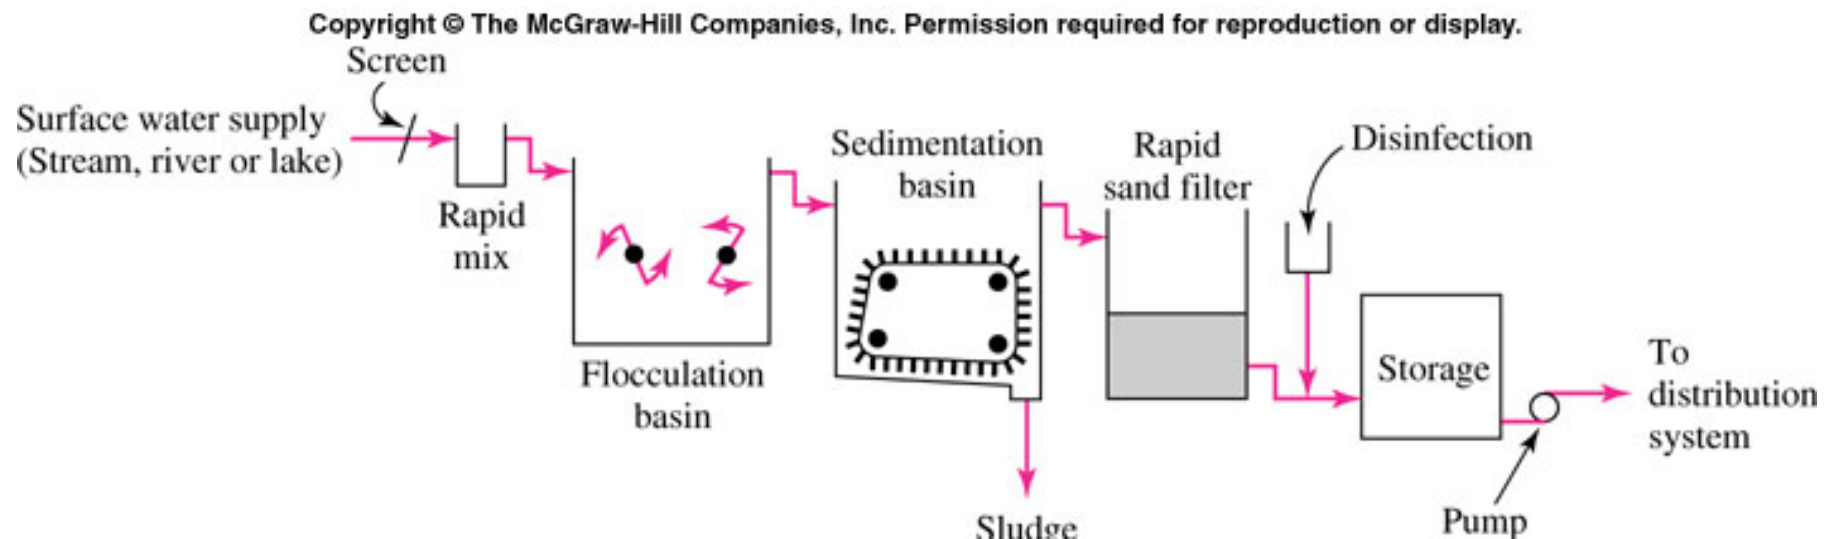 Copyright © The McGraw-Hill Companies, Inc. Permission required for reproduction or display.
Screen
Surface water supply
(Stream, river or lake)
Rapid
mix
Flocculation
basin
Sedimentation
basin
Sludge
Rapid
sand filter
Disinfection
Storage
Pump
To
distribution
system